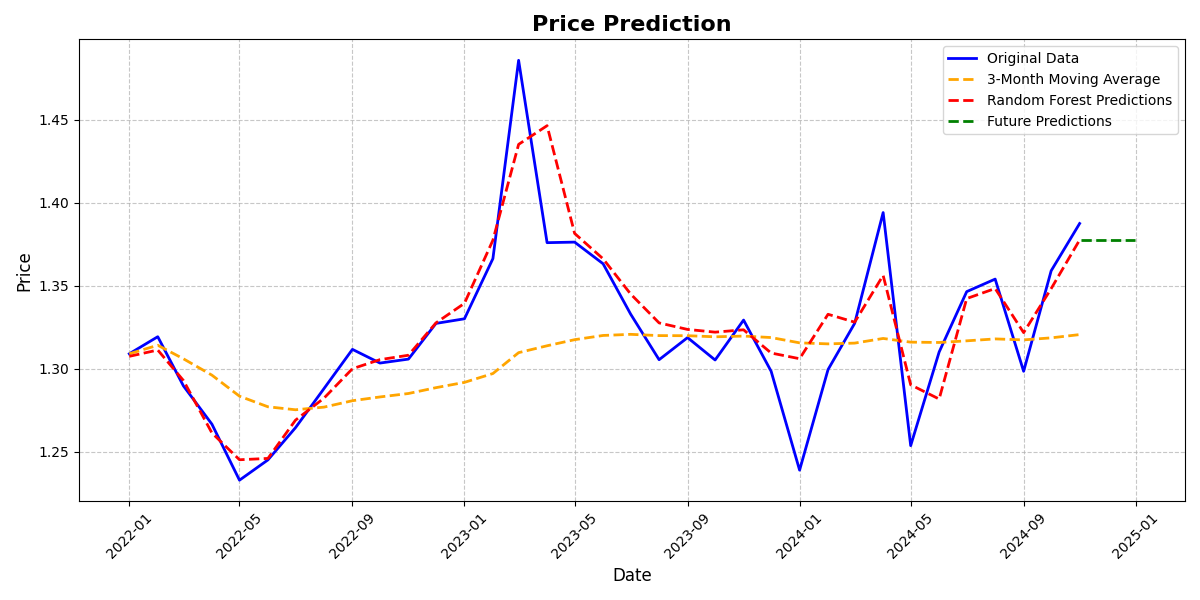 Price Prediction
Original Data
3-Month Moving Average
Random Forest Predictions
Future Predictions
1.45
1.40
1.35
1.30
1.25
Price
2022-01
2022-05
2022-09
2023-01
2023-05
2023-09
2024-01
2024-05
2024-09
2025-01
Date